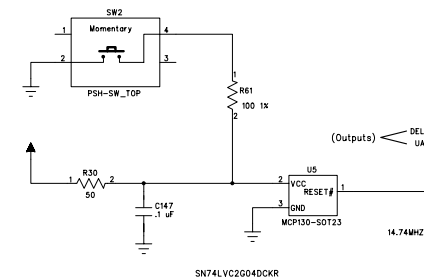 SW2
Momentary
1
4
2
3
PSH-SW_TOP
1
R61
100 1%
2
(Outputs)
DEL
UA
R30
1
2
50
C147
.1 uF
U5
2
VCC
RESET#
1
3
GND
MCP130-SOT23
14.74MHZ
SN74LVC2G04DCKR